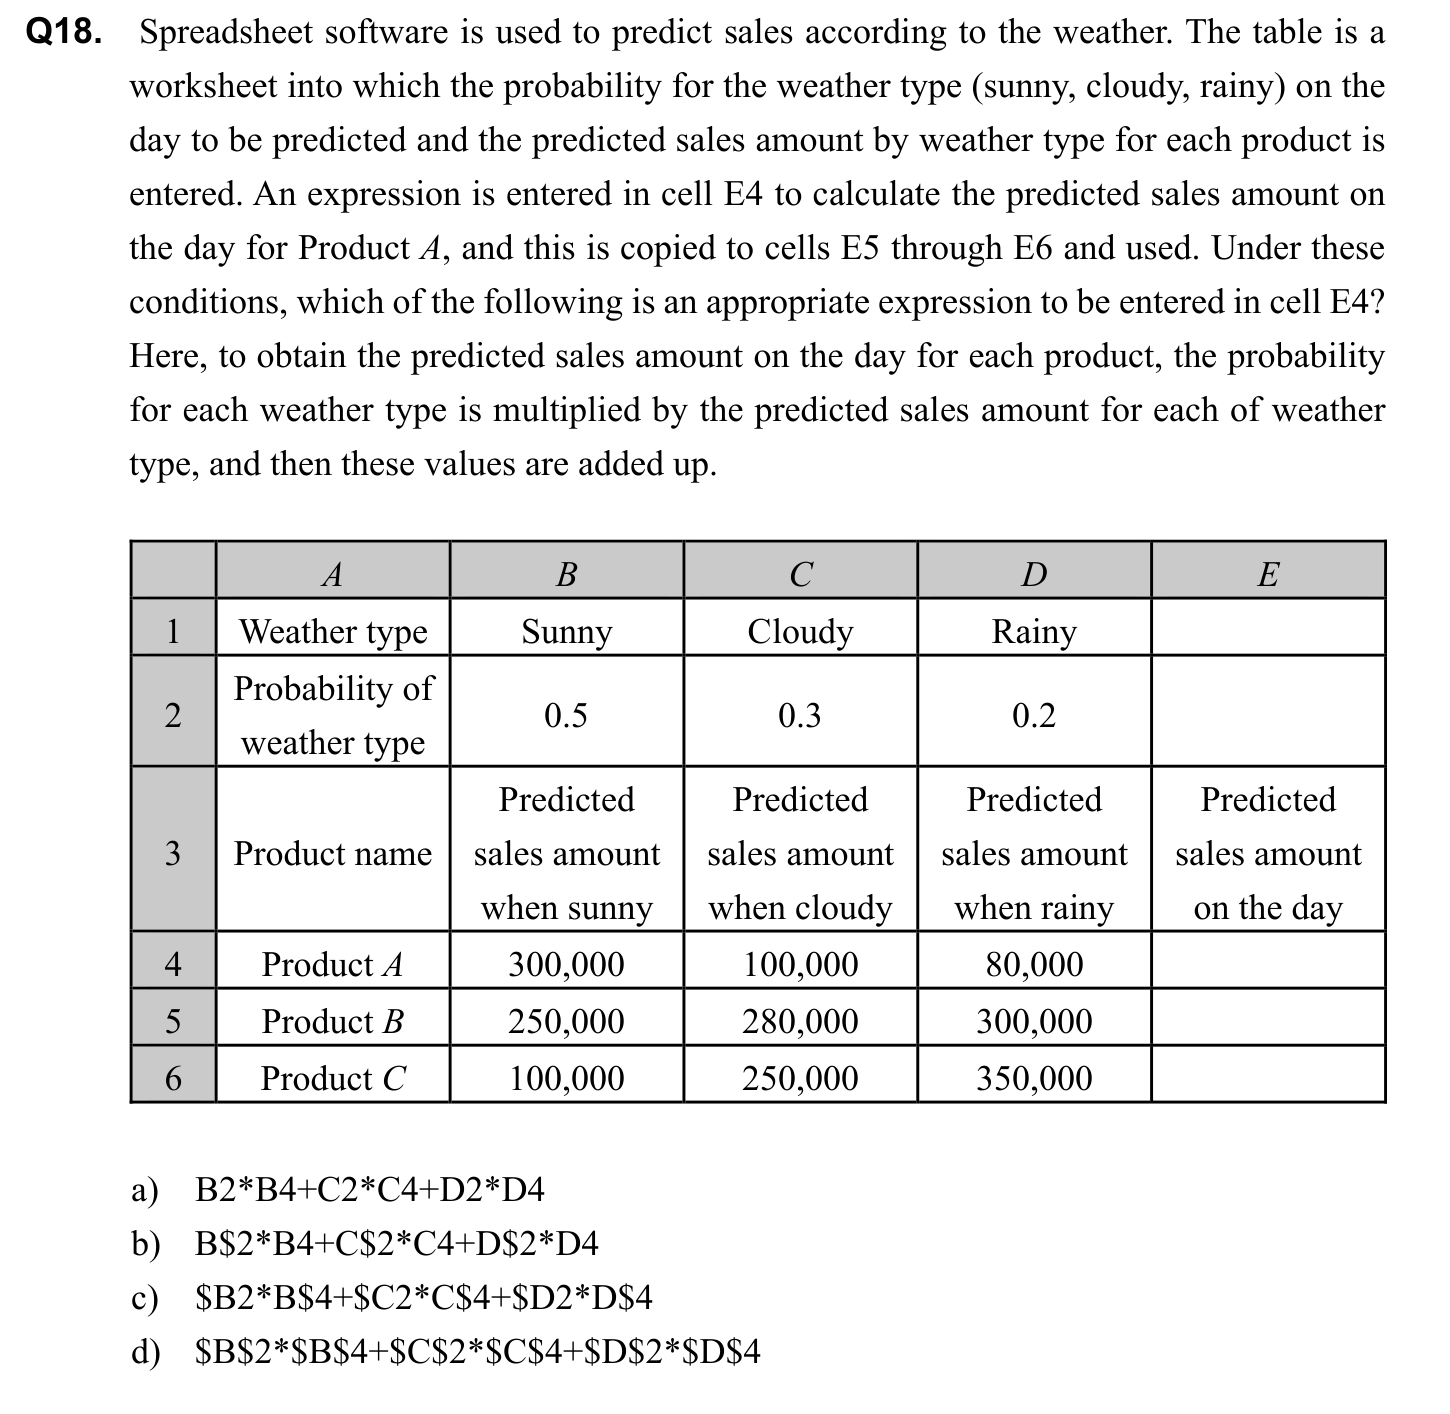 Q18. Spreadsheet software is used to predict sales according to the weather. The table is a
worksheet into which the probability for the weather type (sunny, cloudy, rainy) on the
day to be predicted and the predicted sales amount by weather type for each product is
entered. An expression is entered in cell E4 to calculate the predicted sales amount on
the day for Product A, and this is copied to cells E5 through E6 and used. Under these
conditions, which of the following is an appropriate expression to be entered in cell E4?
Here, to obtain the predicted sales amount on the day for each product, the probability
for each weather type is multiplied by the predicted sales amount for each of weather
type, and then these values are added up.
A B C D E
1 Weather type Sunny Cloudy Rainy
2 Probability of weather type 0.5 0.3 0.2
3 Product name Predicted sales amount when sunny Predicted sales amount when cloudy Predicted sales amount when rainy Predicted sales amount on the day
4 Product A 300,000 100,000 80,000
5 Product B 250,000 280,000 300,000
6 Product C 100,000 250,000 350,000
a) B2*B4+C2*C4+D2*D4
b) B$2*B4+C$2*C4+D$2*D4
c) $B2*B$4+$C2*C$4+$D2*D$4
d) $B$2*$B$4+$C$2*$C$4+$D$2*$D$4